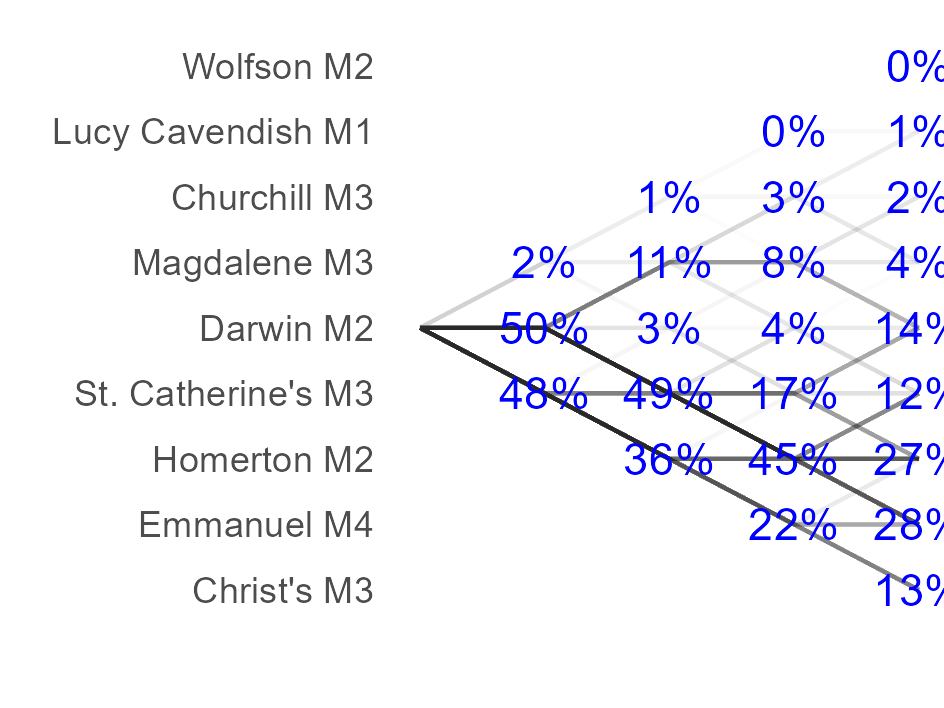 Wolfson M2 0%
Lucy Cavendish M1 0% 1%
Churchill M3 1% 3% 2%
Magdalene M3 2% 11% 8% 4%
Darwin M2 50% 3% 4% 14%
St. Catherine's M3 48% 49% 17% 12%
Homerton M2 36% 45% 27%
Emmanuel M4 22% 28%
Christ's M3 13%